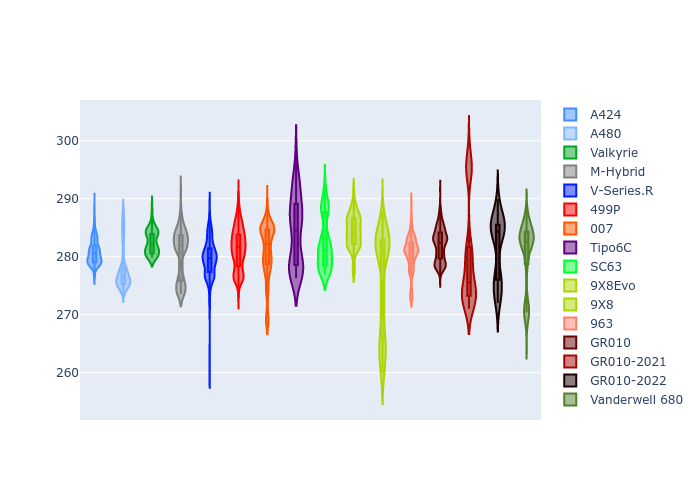 300
290
280
270
260
A424
A480
Valkyrie
M-Hybrid
V-Series.R
499P
007
Tipo6C
SC63
9X8Evo
9X8
963
GR010
GR010-2021
GR010-2022
Vanderwell 680